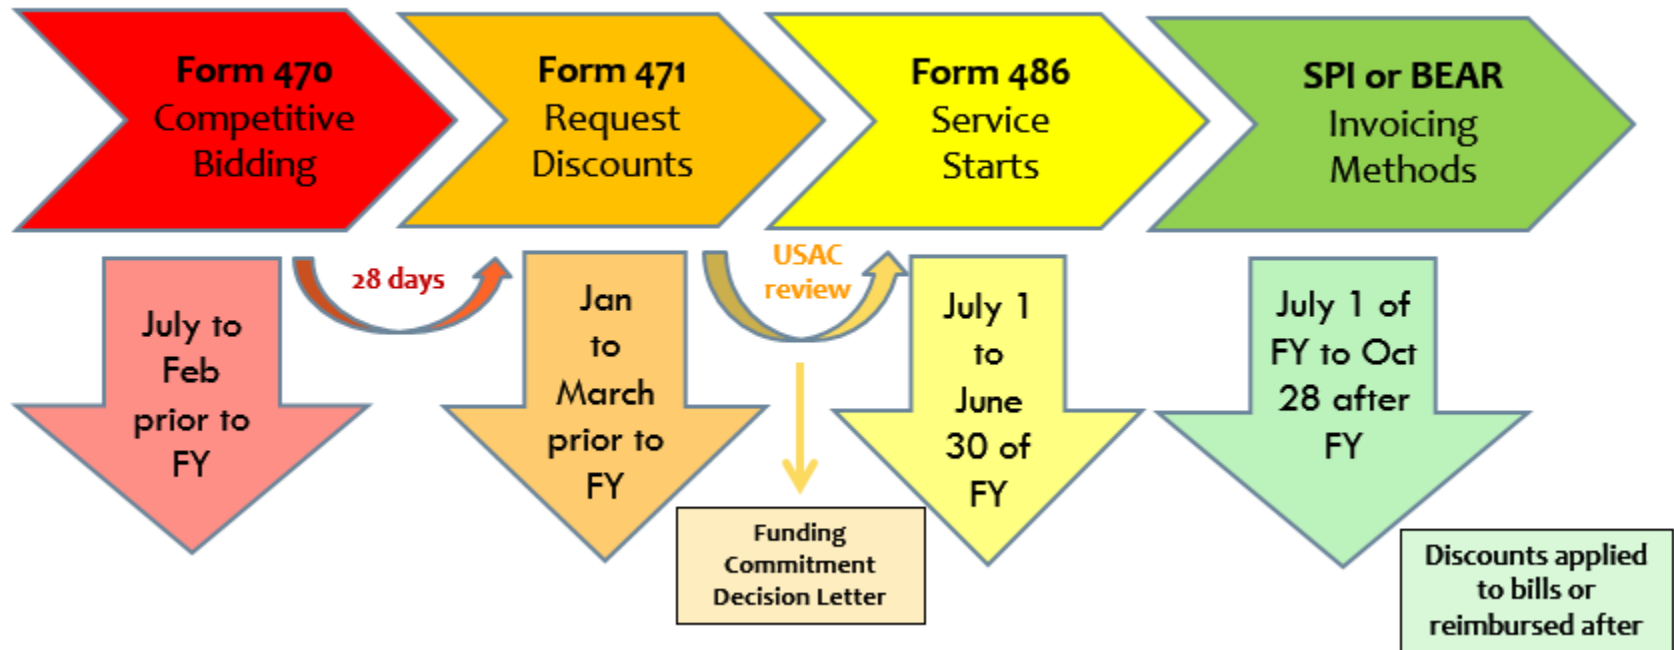 Form 470
Competitive
Bidding
Form 471
Request
Discounts
Form 486
Service
Starts
SPI or BEAR
Invoicing
Methods
28 days
USAC
review
July to
Feb
prior to
FY
Jan
to
March
prior to
FY
July 1
to
June
30 of
FY
July 1 of
FY to Oct
28 after
FY
Funding
Commitment
Decision Letter
Discounts applied
to bills or
reimbursed after